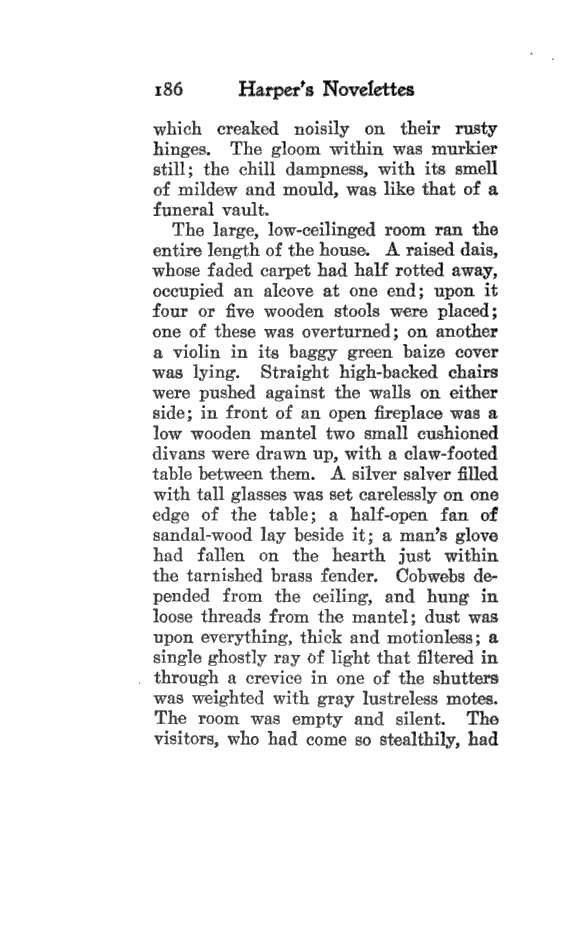 186 Harper's Novelettes
which creaked noisily on their rusty
hinges. The gloom within was murkier
still; the chill dampness, with its smell
of mildew and mould, was like that of a
funeral vault.
The large, low-ceilinged room ran the
entire length of the house. A raised dais,
whose faded carpet had half rotted away,
occupied an alcove at one end; upon it
four or five wooden stools were placed;
one of these was overturned; on another
a violin in its baggy green baize cover
was lying. Straight high-backed chairs
were pushed against the walls on either
side; in front of an open fireplace was a
low wooden mantel two small cushioned
divans were drawn up, with a claw-footed
table between them. A silver salver filled
with tall glasses was set carelessly on one
edge of the table; a half-open fan of
sandal-wood lay beside it; a man's glove
had fallen on the hearth just within
the tarnished brass fender. Cobwebs de-
pended from the ceiling, and hung in
loose threads from the mantel; dust was
upon everything, thick and motionless; a
single ghostly ray of light that filtered in
through a crevice in one of the shutters
was weighted with gray lustreless motes.
The room was empty and silent. The
visitors, who had come so stealthily, had